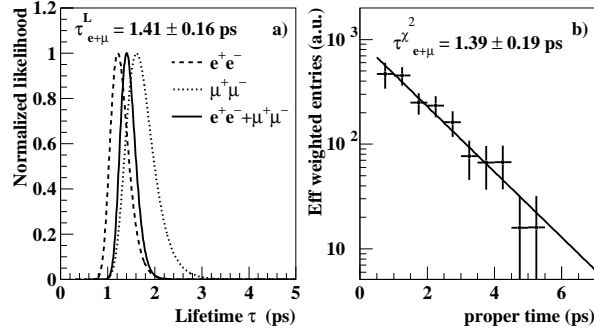 τ^L_{e+μ} = 1.41 ± 0.16 ps
a)
e⁺e⁻
μ⁺μ⁻
e⁺e⁻+μ⁺μ⁻
Normalized likelihood
0
0.2
0.4
0.6
0.8
1
1.2
0
1
2
3
4
5
Lifetime τ (ps)
b)
τ^{χ²}_{e+μ} = 1.39 ± 0.19 ps
Eff weighted entries (a.u.)
10
10²
10³
0
2
4
6
proper time (ps)